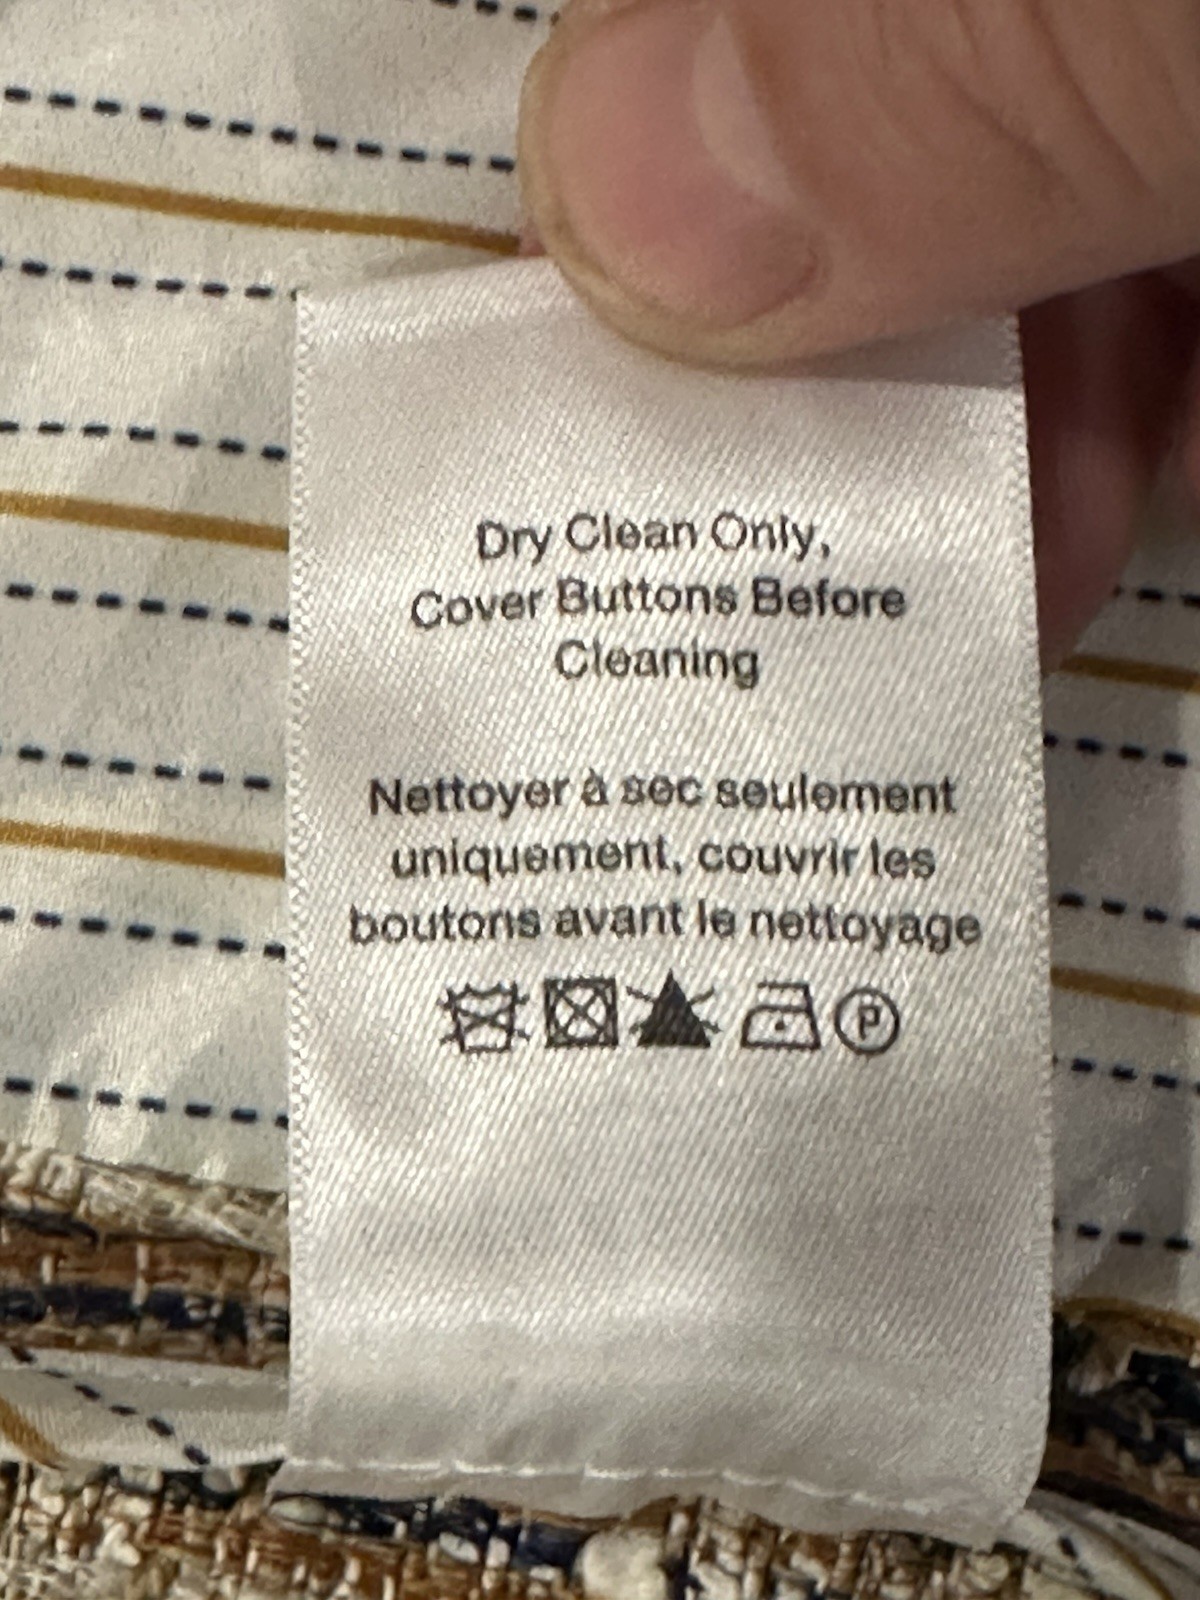 Dry Clean Only,
Cover Buttons Before
Cleaning
Nettoyer à sec seulement
uniquement, couvrir les
boutons avant le nettoyage
P